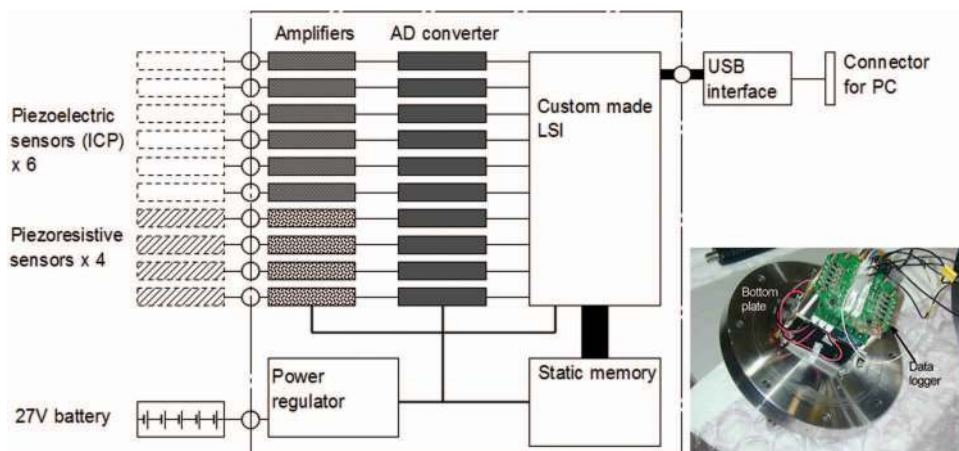 Amplifiers
AD converter
Piezoelectric
sensors (ICP)
x 6
Piezoresistive
sensors x 4
27V battery
Custom made
LSI
USB
interface
Connector
for PC
Power
regulator
Static memory
Bottom
plate
Data
logger